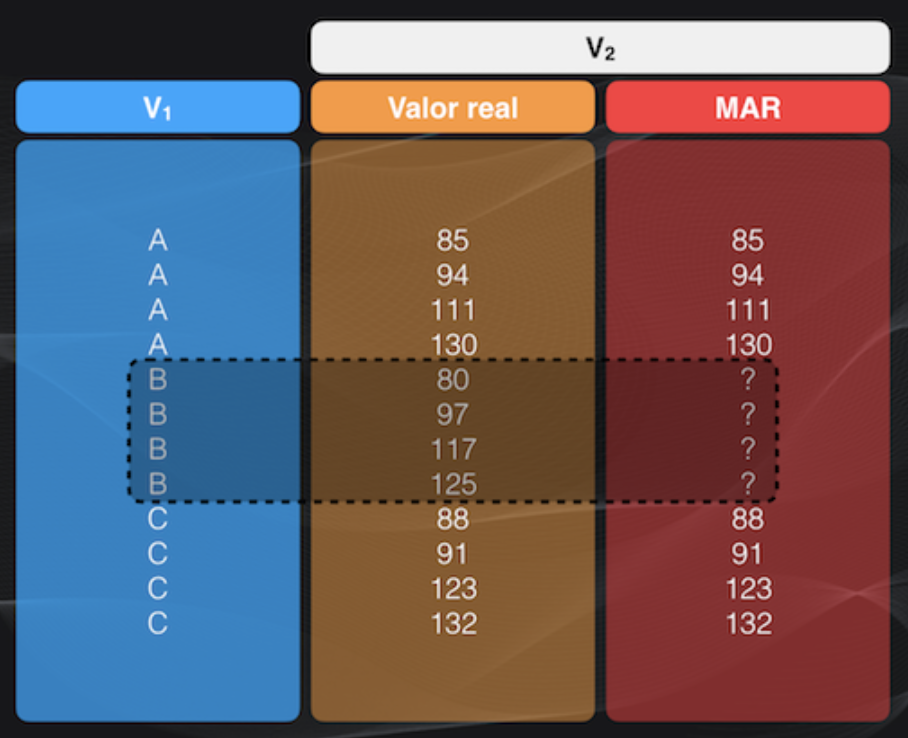 V₂
V₁ Valor real MAR
A 85 85
A 94 94
A 111 111
A 130 130
B 80 ?
B 97 ?
B 117 ?
B 125 ?
C 88 88
C 91 91
C 123 123
C 132 132